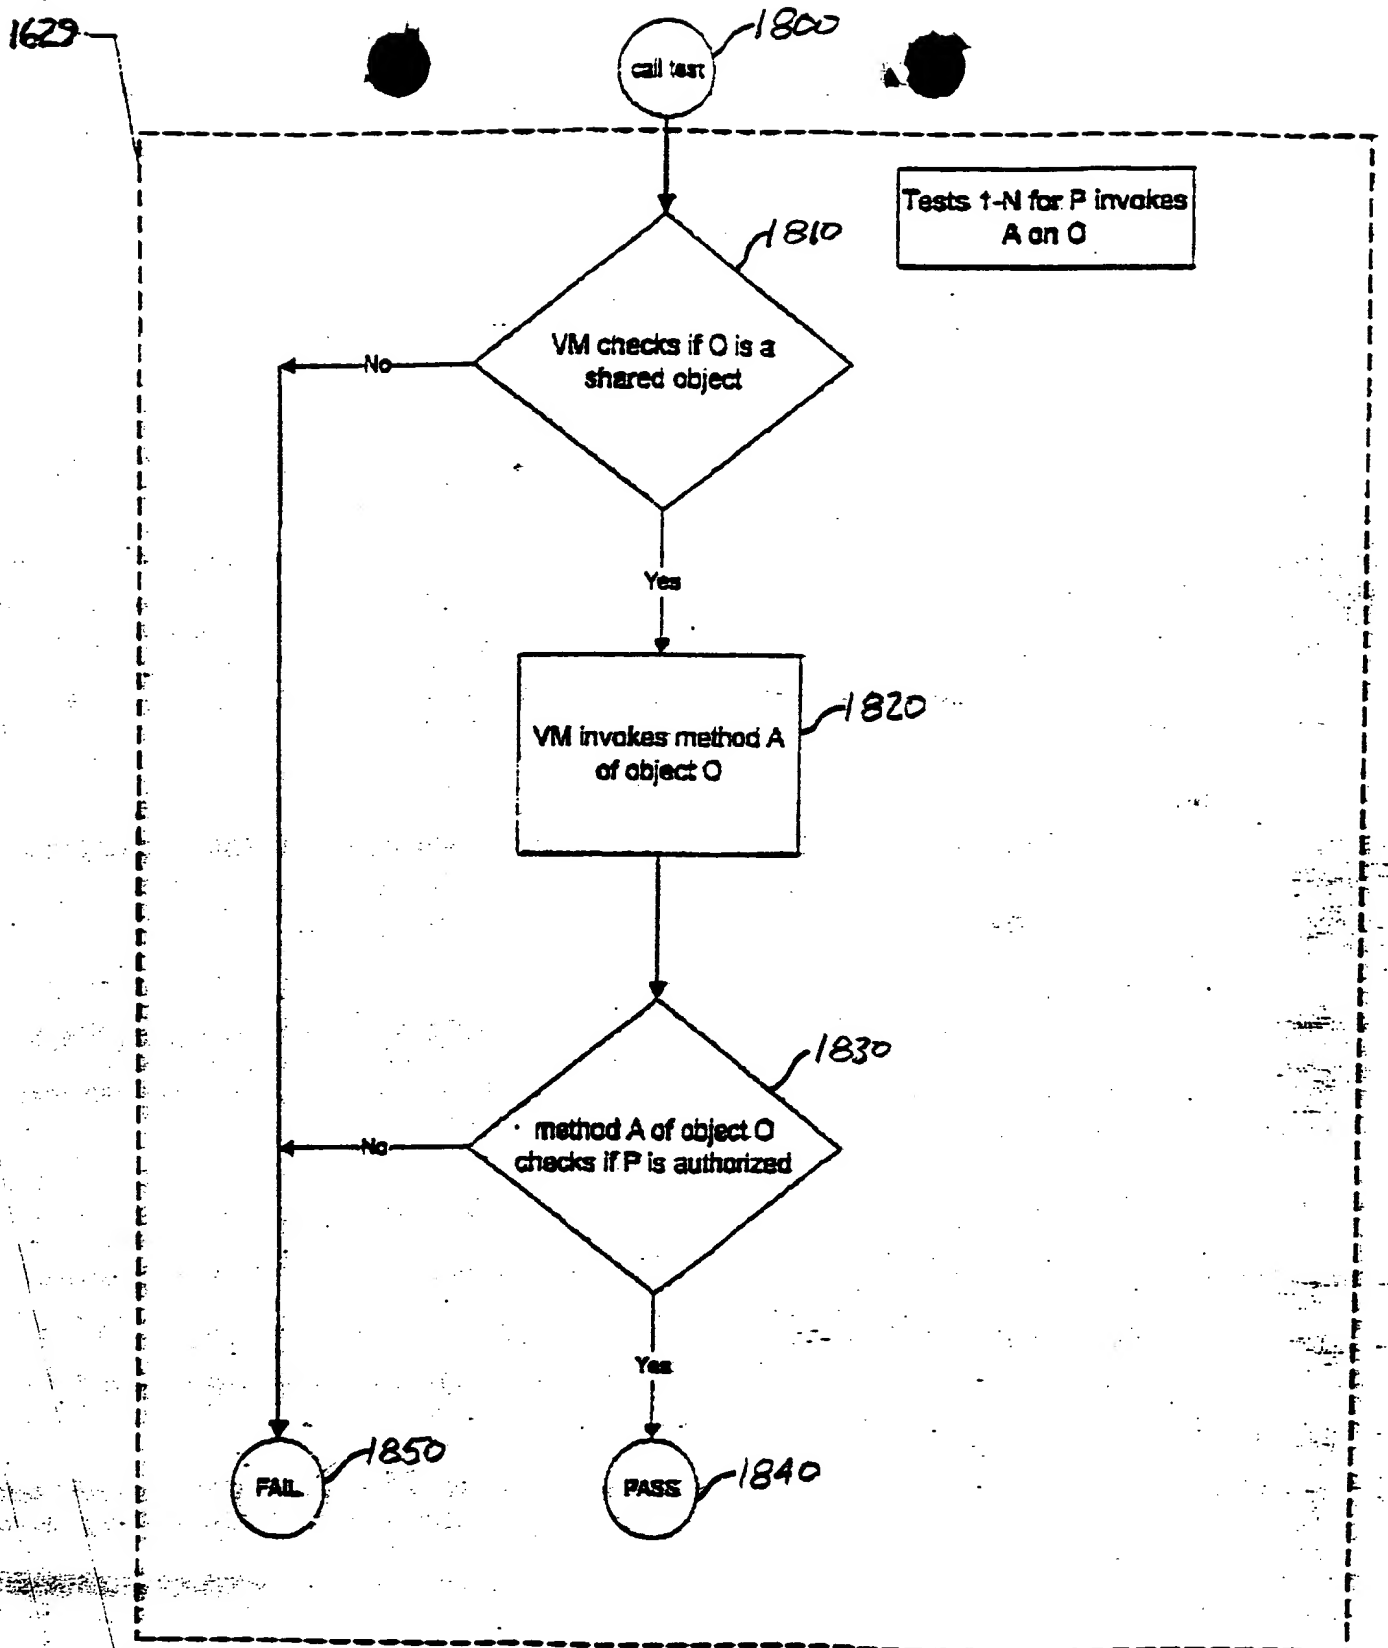 1629
1800
call test
Tests 1-N for P invokes
A on O
1810
VM checks if O is a
shared object
No
Yes
1820
VM invokes method A
of object O
1830
method A of object O
checks if P is authorized
No
Yes
1850
FAIL
1840
PASS